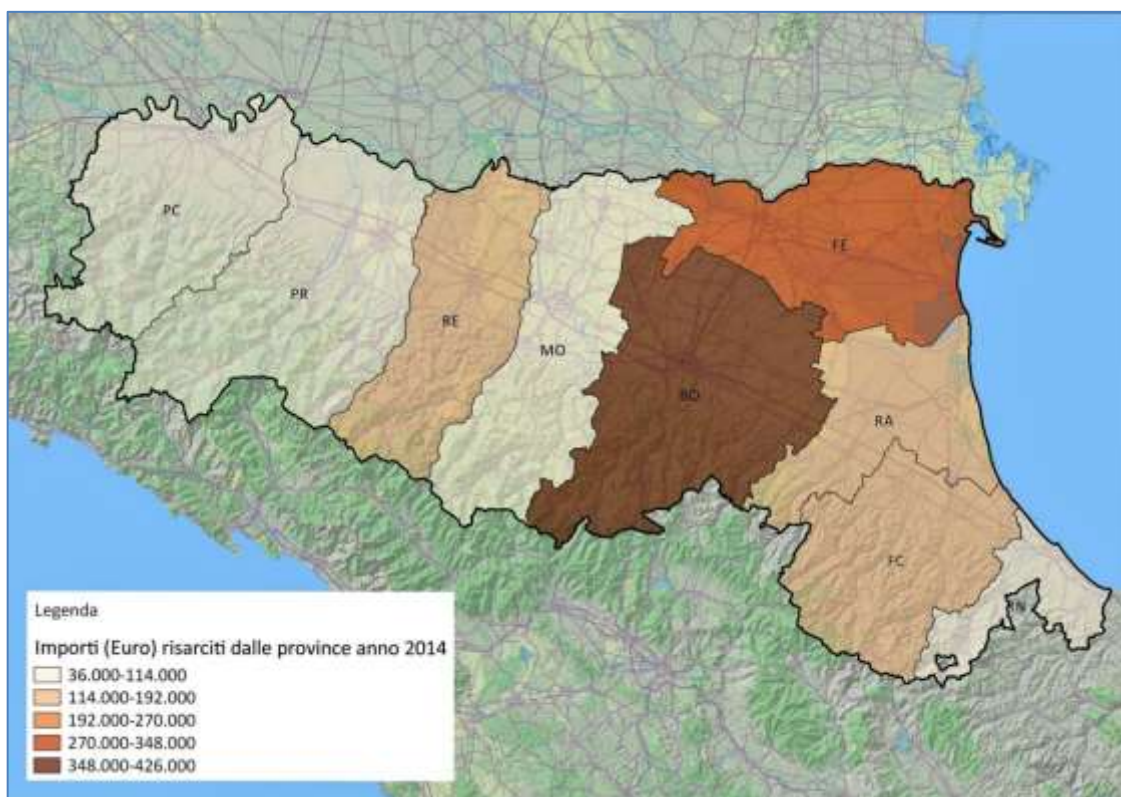 PC
FE
PR
RE
MO
BO
RA
FC
RN
Legenda
Importi (Euro) risarciti dalle province anno 2014
36.000-114.000
114.000-192.000
192.000-270.000
270.000-348.000
348.000-426.000